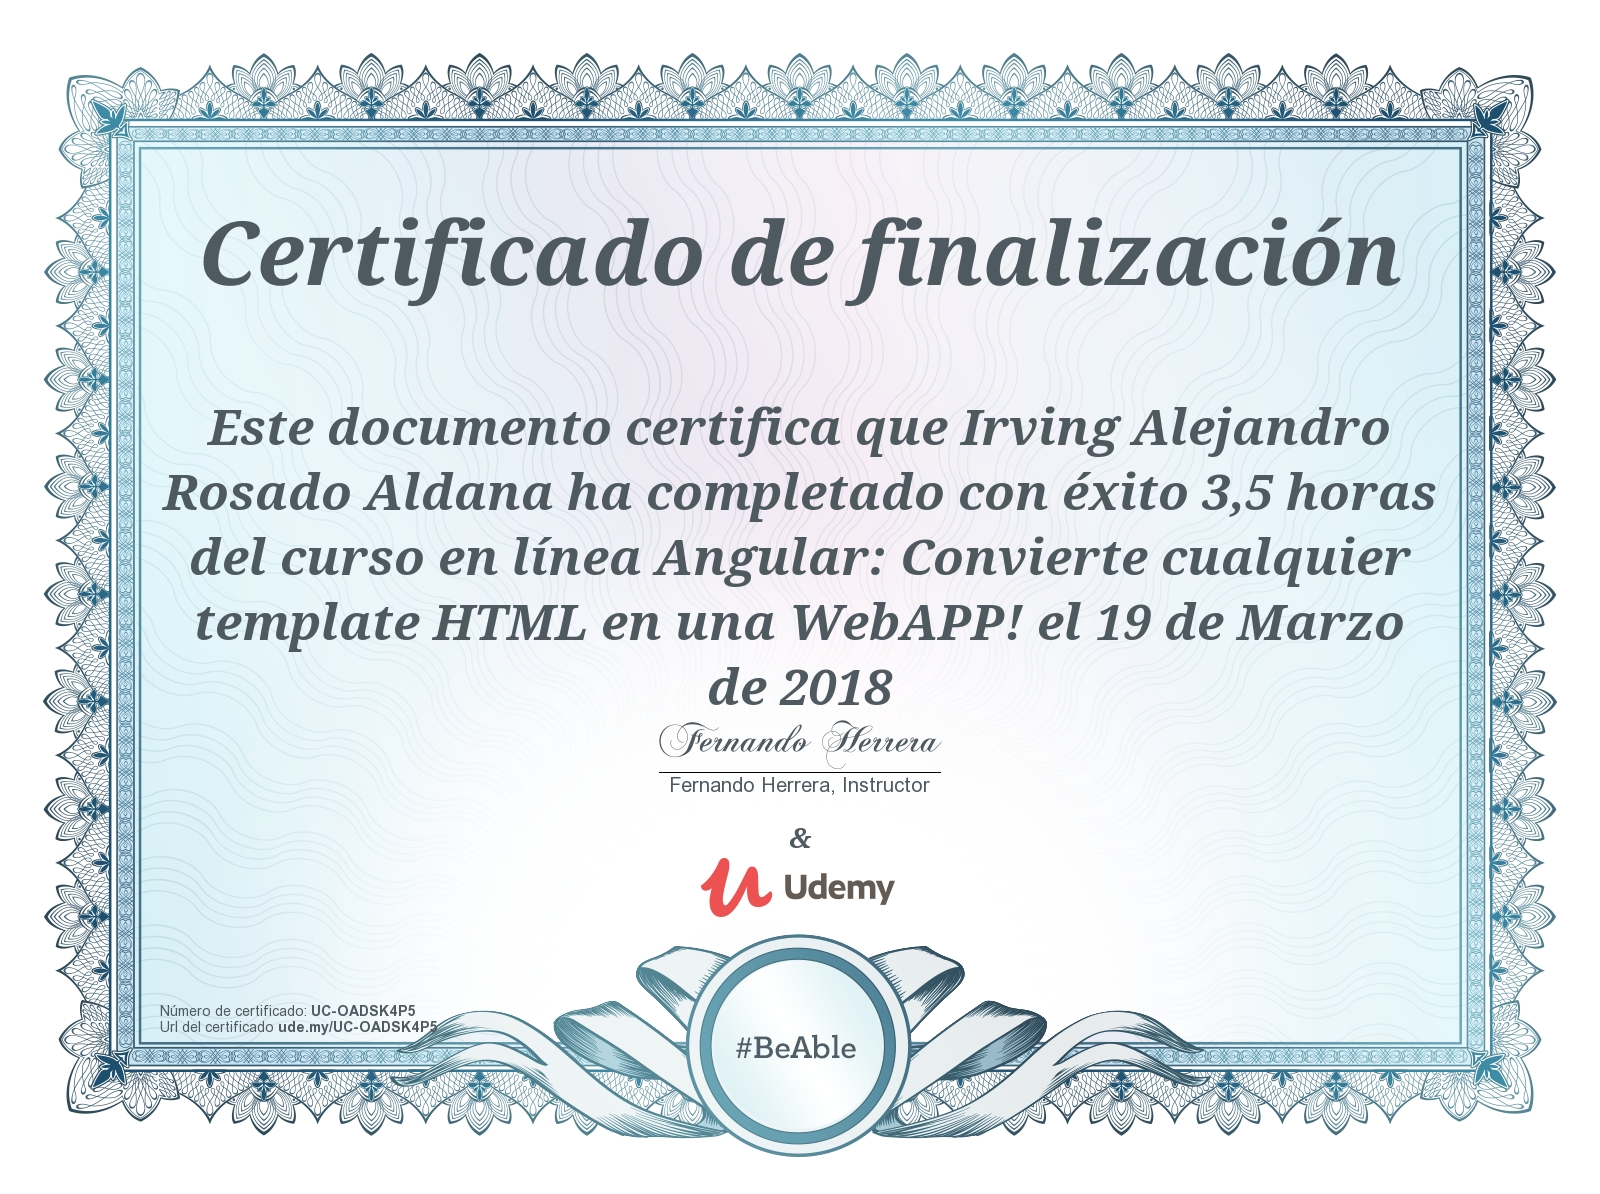 Certificado de finalización
Este documento certifica que Irving Alejandro
Rosado Aldana ha completado con éxito 3,5 horas
del curso en línea Angular: Convierte cualquier
template HTML en una WebAPP! el 19 de Marzo
de 2018
Fernando Herrera
Fernando Herrera, Instructor
&
Udemy
Número de certificado: UC-OADSK4P5
Url del certificado ude.my/UC-OADSK4P5
#BeAble